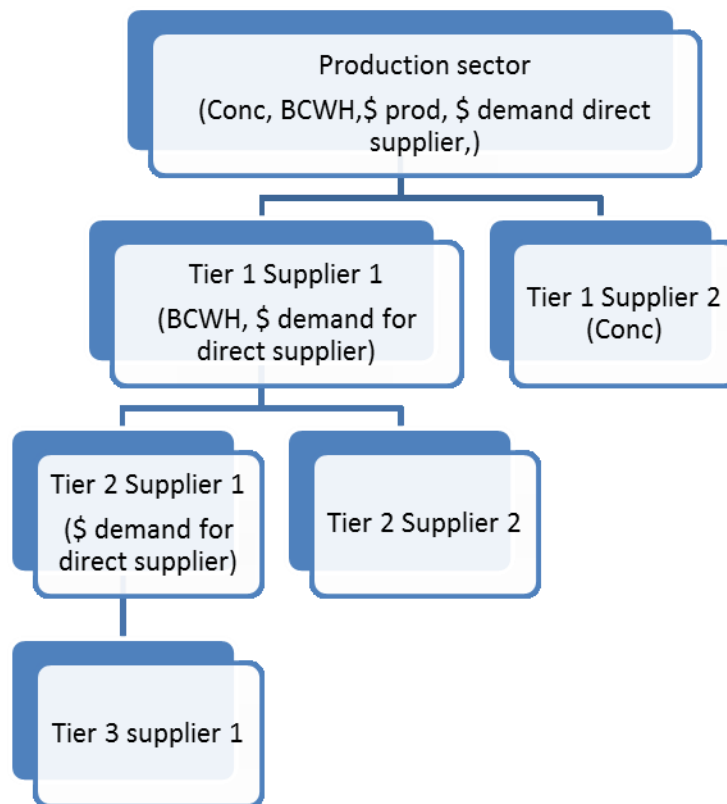 Production sector
(Conc, BCWH,$ prod, $ demand direct
supplier,)
Tier 1 Supplier 1
(BCWH, $ demand for
direct supplier)
Tier 1 Supplier 2
(Conc)
Tier 2 Supplier 1
($ demand for
direct supplier)
Tier 2 Supplier 2
Tier 3 supplier 1